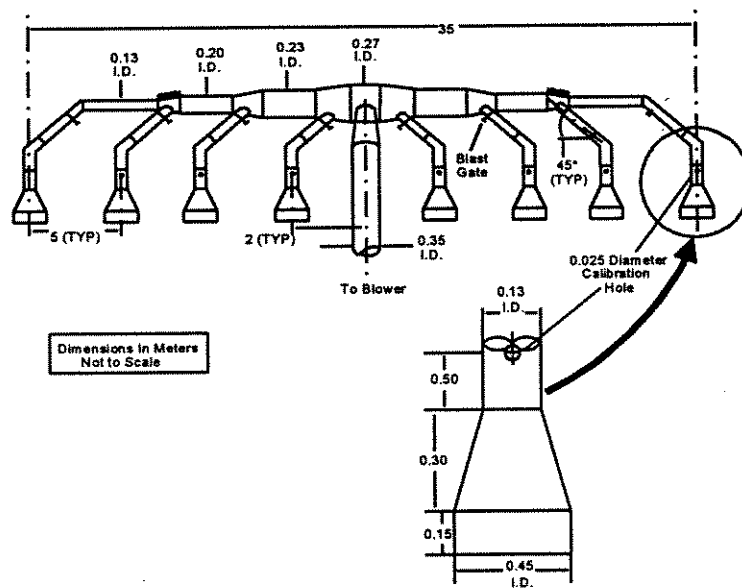 35
0.27
I.D.
0.23
I.D.
0.20
I.D.
0.13
I.D.
Blast
Gate
45°
(TYP)
5 (TYP)
2 (TYP)
0.35
I.D.
To Blower
0.025 Diameter
Calibration
Hole
0.13
I.D.
Dimensions in Meters
Not to Scale
0.50
0.30
0.15
0.45
I.D.